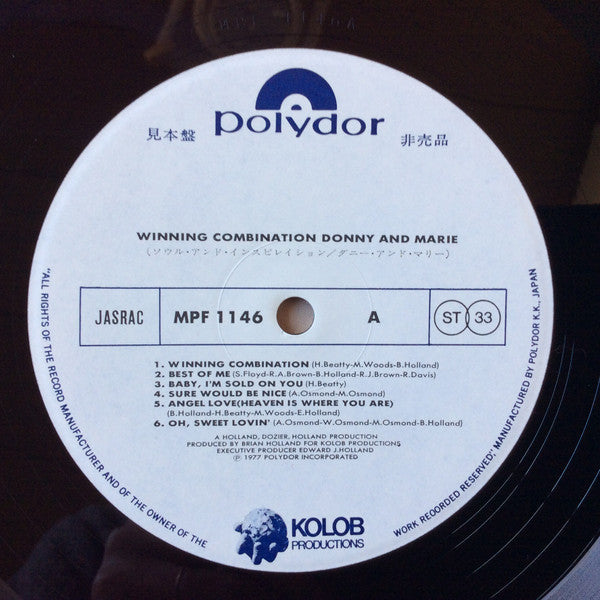 polydor
見本盤
非売品
WINNING COMBINATION DONNY AND MARIE
(ソウル・アンド・インスピレイション/ダニー・アンド・マリー)
JASRAC
MPF 1146
A
ST 33
1. WINNING COMBINATION (H.Beatty-M.Woods-B.Holland)
2. BEST OF ME (S.Floyd-R.A.Brown-B.Holland-R.J.Brown-R.Davis)
3. BABY, I'M SOLD ON YOU (H.Beatty)
4. SURE WOULD BE NICE (A.Osmond-M.Osmond)
5. ANGEL LOVE(HEAVEN IS WHERE YOU ARE)
(B.Holland-H.Beatty-M.Woods-E.Holland)
6. OH, SWEET LOVIN' (A.Osmond-W.Osmond-M.Osmond-B.Holland)
A HOLLAND, DOZIER, HOLLAND PRODUCTION
PRODUCED BY BRIAN HOLLAND FOR KOLOB PRODUCTIONS
EXECUTIVE PRODUCER EDWARD J.HOLLAND
Ⓟ 1977 POLYDOR INCORPORATED
KOLOB
PRODUCTIONS
"ALL RIGHTS OF THE RECORD MANUFACTURER AND OF THE OWNER OF THE WORK RECORDED RESERVED" MANUFACTURED BY POLYDOR K.K., JAPAN